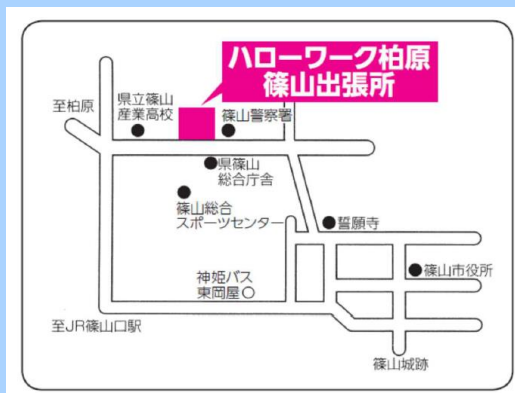 ハローワーク柏原
篠山出張所
至柏原
県立篠山
産業高校
篠山警察署
県篠山
総合庁舎
篠山総合
スポーツセンター
誓願寺
篠山市役所
神姫バス
東岡屋
至JR篠山口駅
篠山城跡